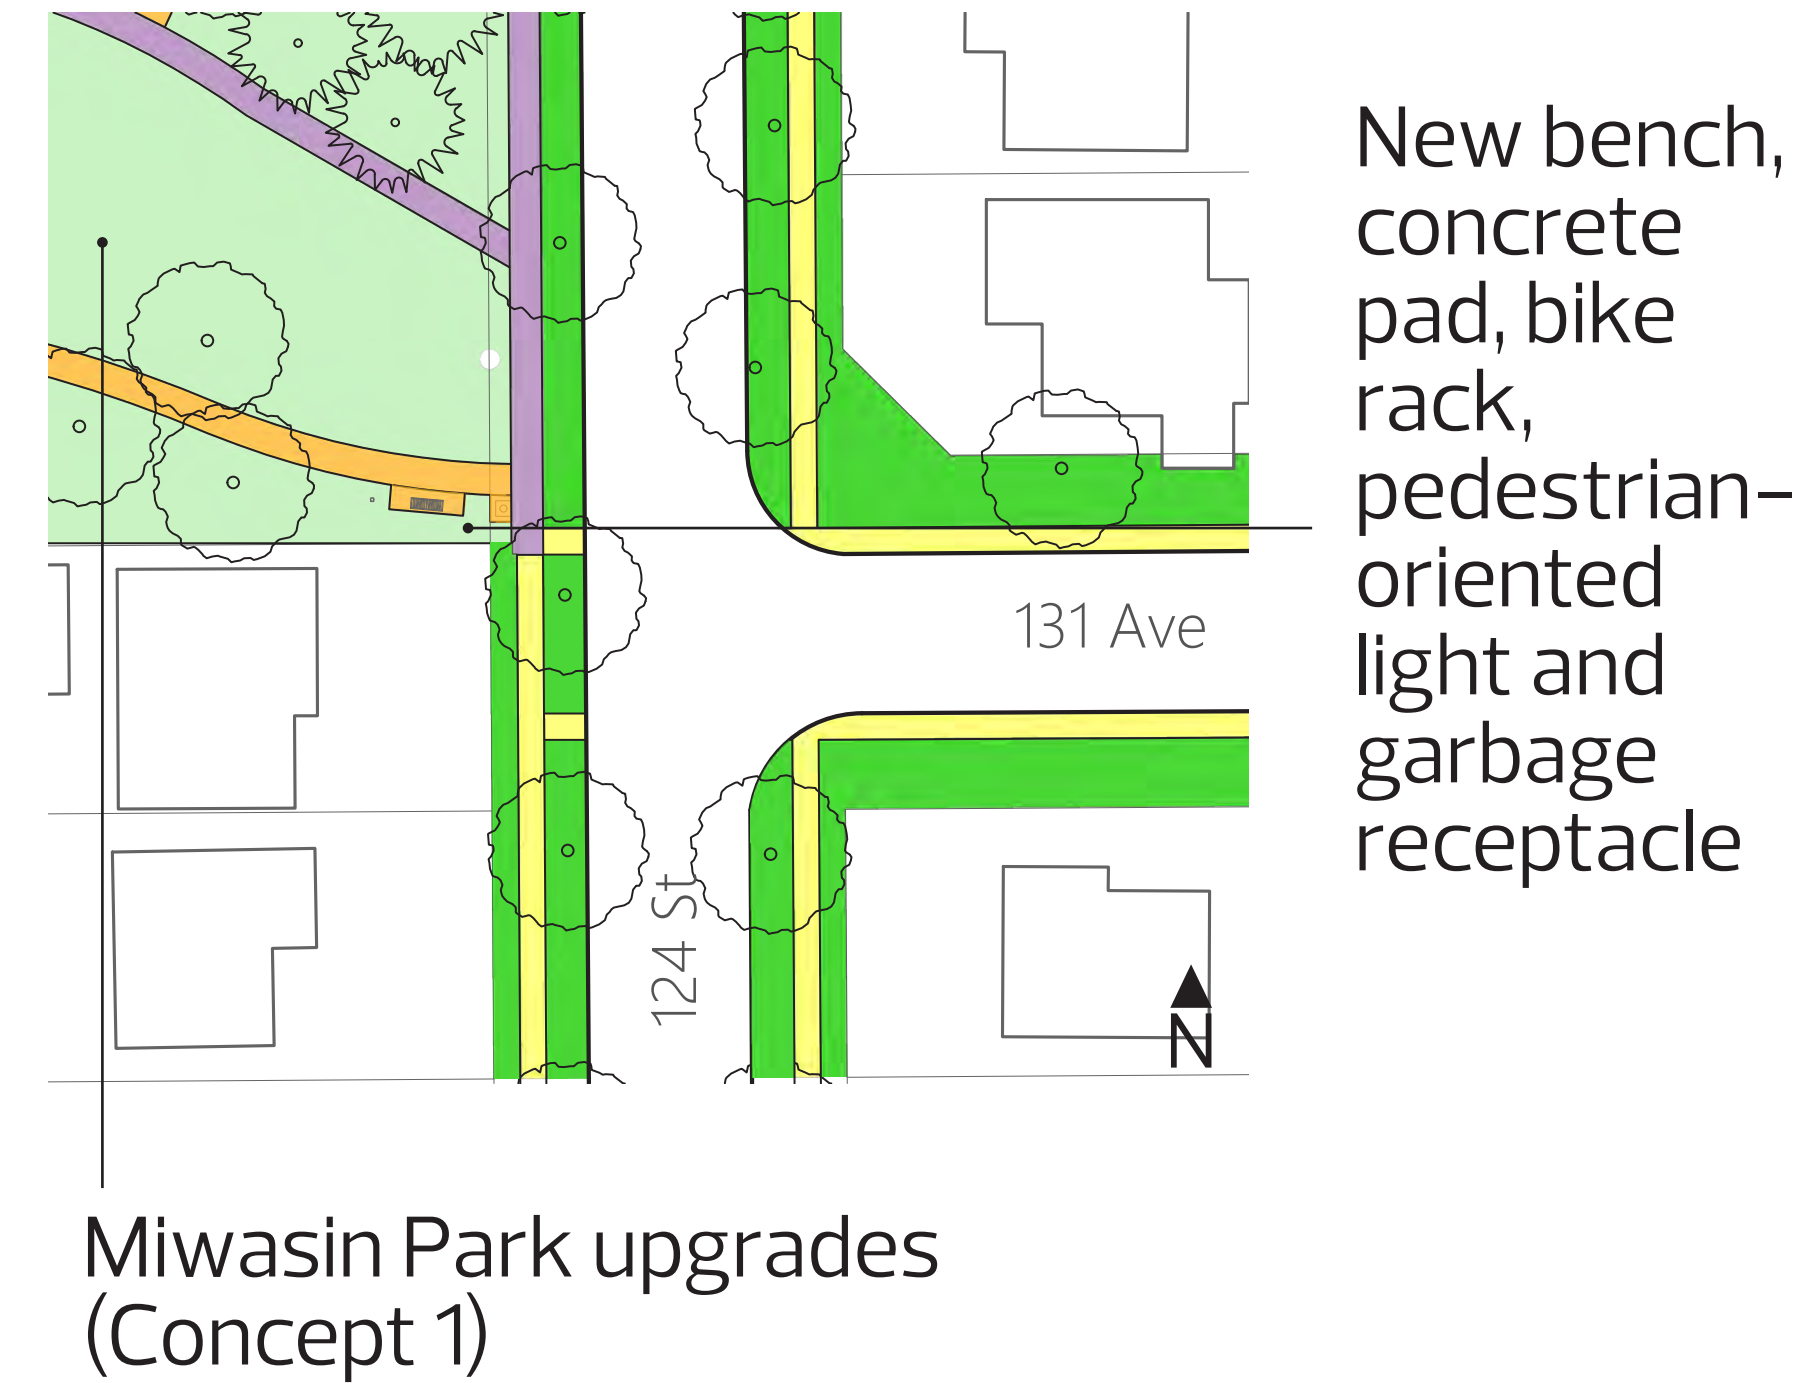 New bench,
concrete
pad, bike
rack,
pedestrian-
oriented
light and
garbage
receptacle
131 Ave
124 St
N
Miwasin Park upgrades
(Concept 1)